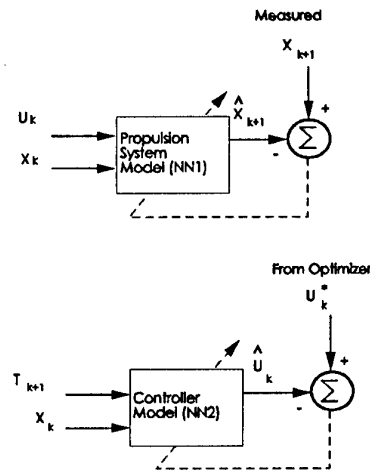 Measured
X k+1
+
U k
^
X k+1
Propulsion
System
Model (NN1)
X k
Σ
-
From Optimizer
U * k
+
^
U k
T k+1
Controller
Model (NN2)
X k
Σ
-